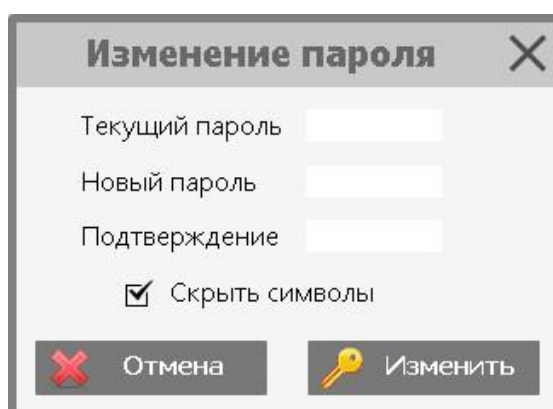 Изменение пароля
Текущий пароль
Новый пароль
Подтверждение
Скрыть символы
Отмена
Изменить